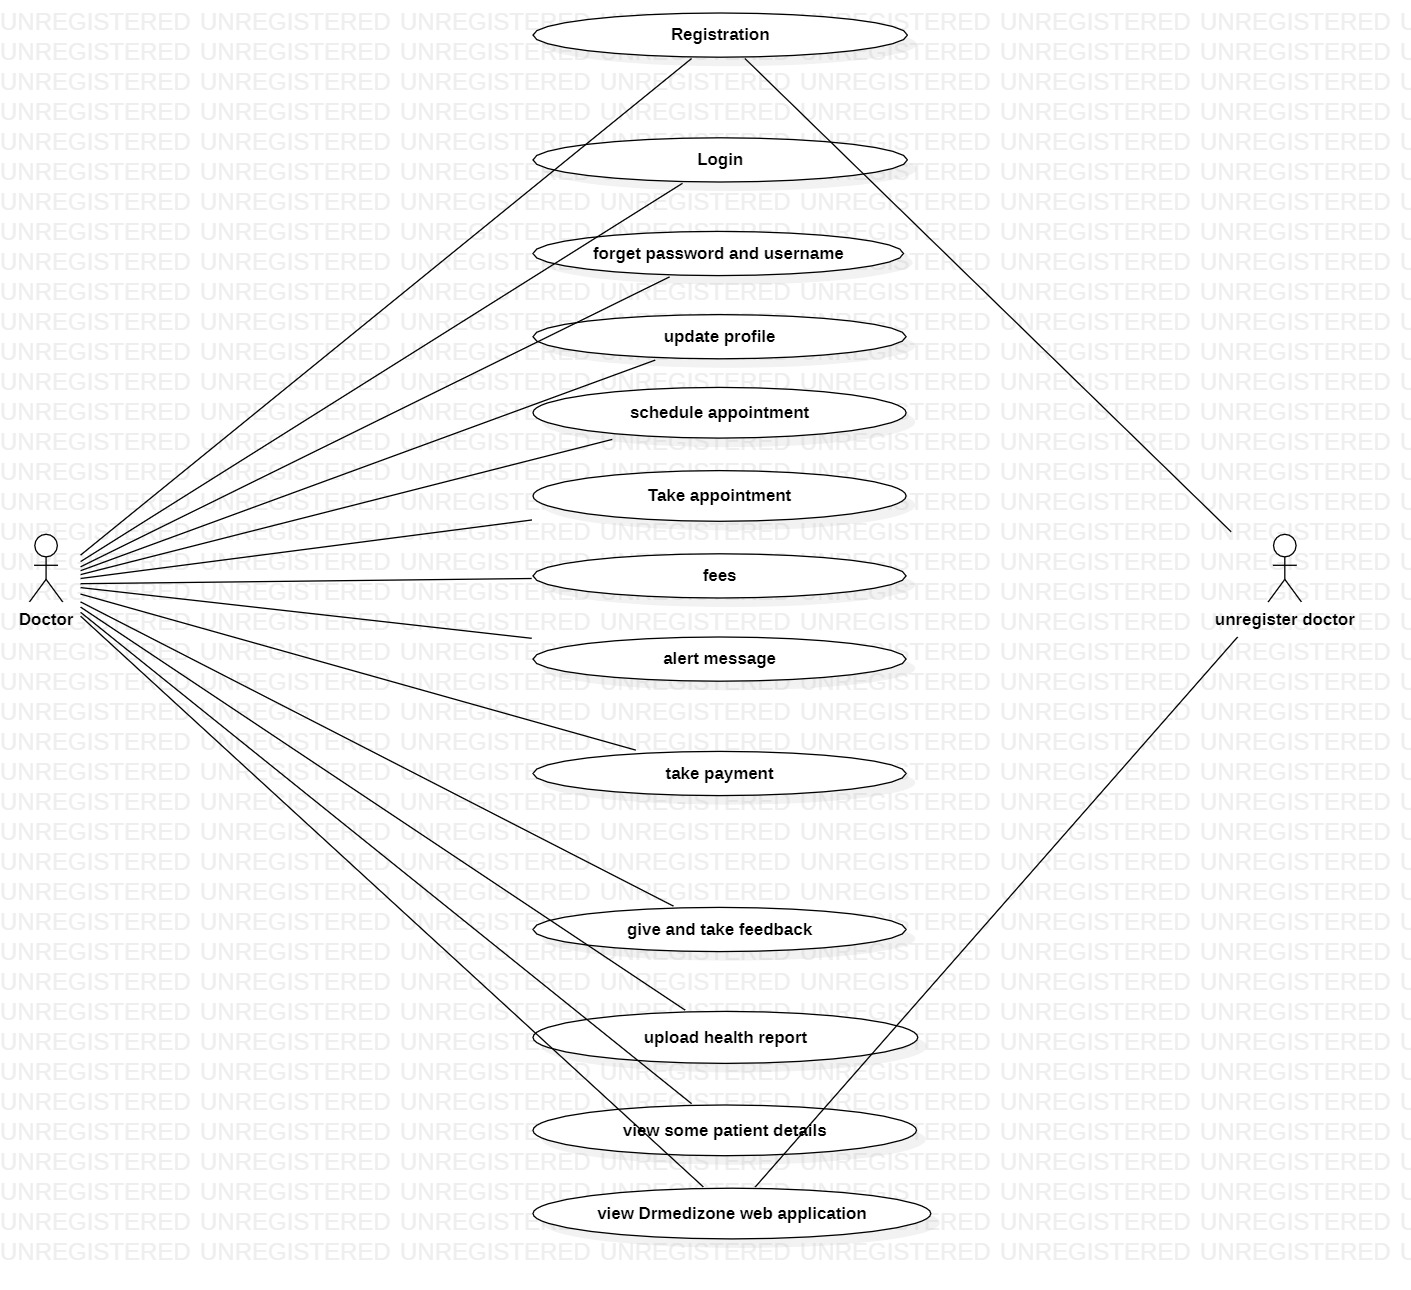 Registration
Login
forget password and username
update profile
schedule appointment
Take appointment
fees
Doctor
unregister doctor
alert message
take payment
give and take feedback
upload health report
view some patient details
view Drmedizone web application
UNREGISTERED